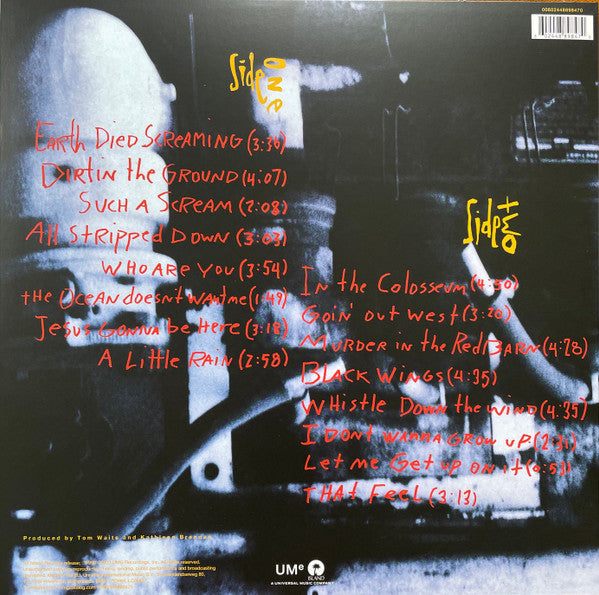 00602448898470
Side ONe
EaRth DieD ScReaMiNG (3:36)
DiRt iN the GRouND (4:07)
Such A ScReaM (2:08)
All StRippeD DowN (3:03)
Who ARe You (3:54)
the OceaN doesNt waNt me (1:49)
Jesus GoNNa be HeRe (3:18)
A Little RaiN (2:58)
Side two
IN the Colosseum (4:50)
GoiN' Out West (3:20)
MuRDeR iN the ReD BaRN (4:28)
BlacK WiNgs (4:35)
Whistle DowN the WiND (4:35)
I DoNt waNNa GRow up (2:31)
Let me Get up oN it (0:53)
That Feel (3:13)
Produced by Tom Waits and Kathleen Brennan
UMe
ISLAND
A UNIVERSAL MUSIC COMPANY